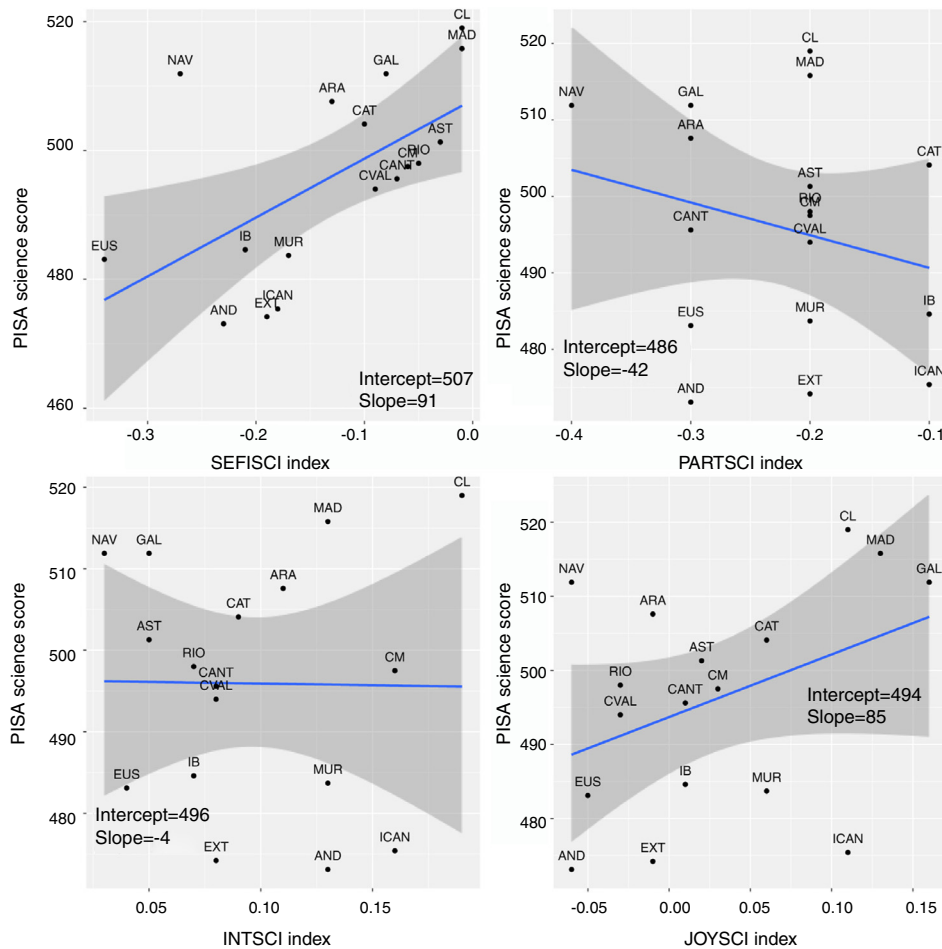 CL
520
MAD
NAV
GAL
ARA
CAT
AST
500
RIO
CM
CANT
CVAL
IB
MUR
EUS
480
ICAN
EXT
AND
Intercept=507
Slope=91
460
-0.3 -0.2 -0.1 0.0
SEFISCI index
PISA science score
CL
520
MAD
NAV
GAL
510
ARA
CAT
AST
500
RIO
CM
CANT
CVAL
490
IB
EUS
MUR
480
Intercept=486
Slope=-42
ICAN
EXT
AND
-0.4 -0.3 -0.2 -0.1
PARTSCI index
PISA science score
520
CL
MAD
NAV
GAL
510
ARA
CAT
AST
500
RIO
CM
CANT
CVAL
490
IB
EUS
MUR
480
Intercept=496
Slope=-4
ICAN
EXT
AND
0.05 0.10 0.15
INTSCI index
PISA science score
CL
520
MAD
NAV
GAL
510
ARA
CAT
AST
500
RIO
CM
CANT
CVAL
Intercept=494
Slope=85
490
IB
MUR
EUS
480
ICAN
EXT
AND
-0.05 0.00 0.05 0.10 0.15
JOYSCI index
PISA science score